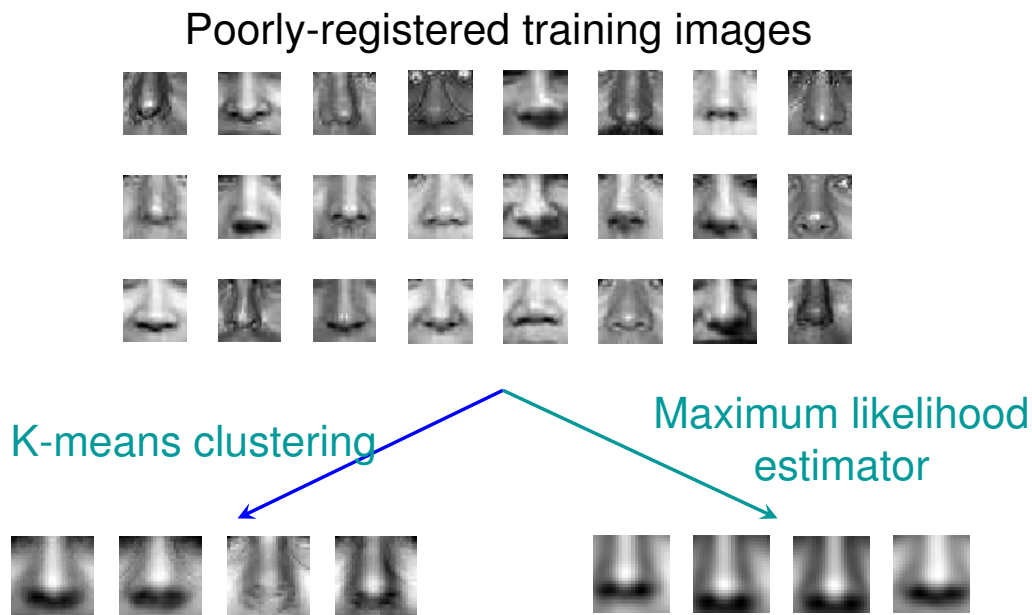 Poorly-registered training images
K-means clustering
Maximum likelihood
estimator